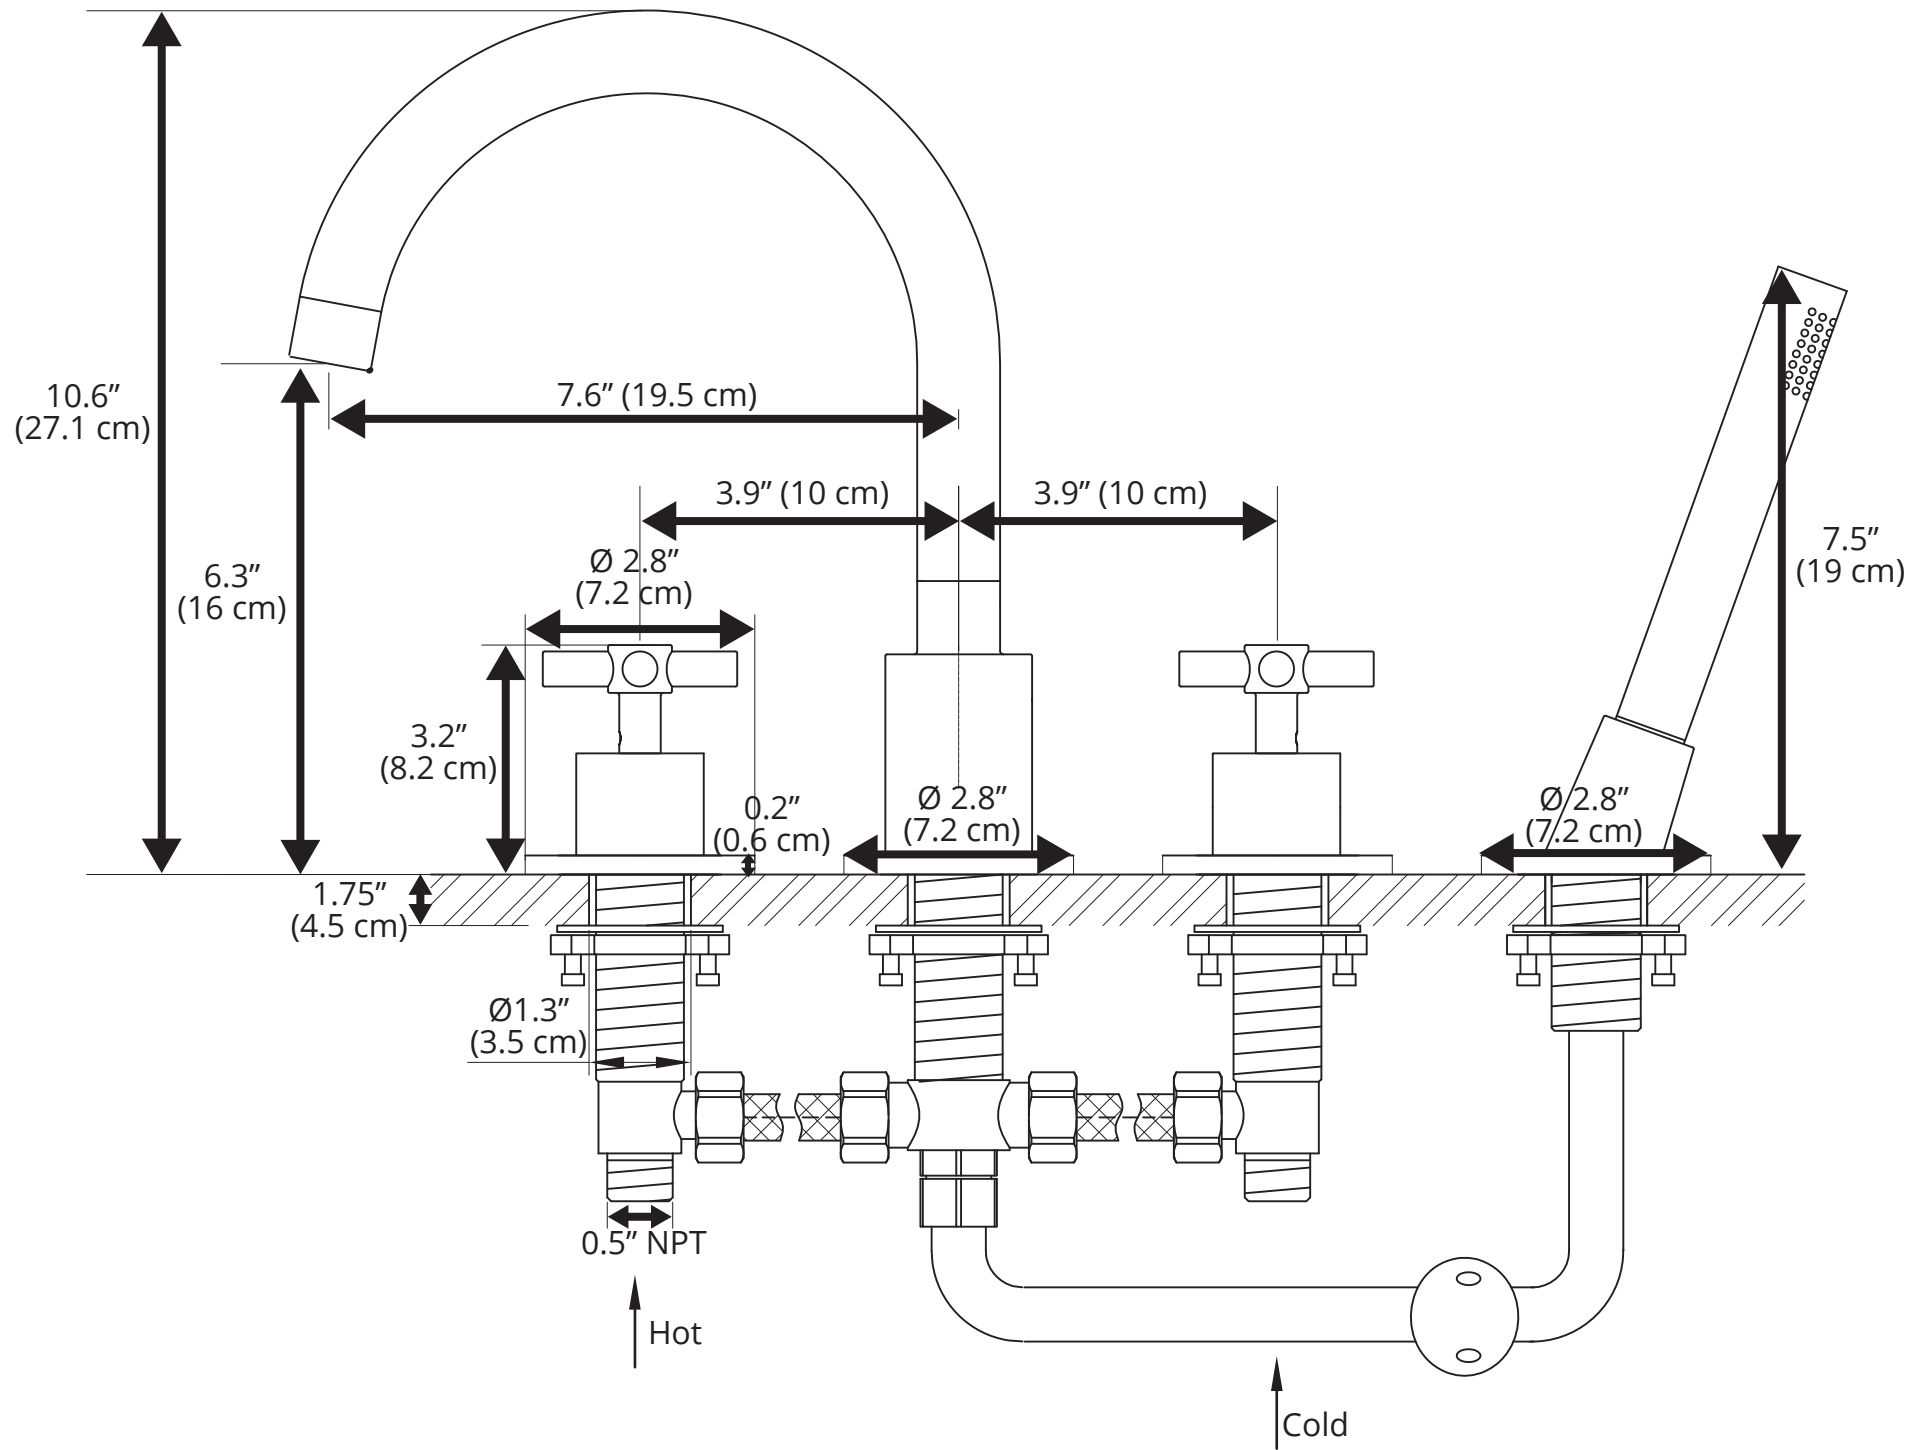 10.6”
(27.1 cm)
7.6” (19.5 cm)
3.9” (10 cm)
3.9” (10 cm)
7.5”
(19 cm)
Ø 2.8”
(7.2 cm)
6.3”
(16 cm)
3.2”
(8.2 cm)
0.2”
(0.6 cm)
Ø 2.8”
(7.2 cm)
Ø 2.8”
(7.2 cm)
1.75”
(4.5 cm)
Ø1.3”
(3.5 cm)
0.5” NPT
Hot
Cold